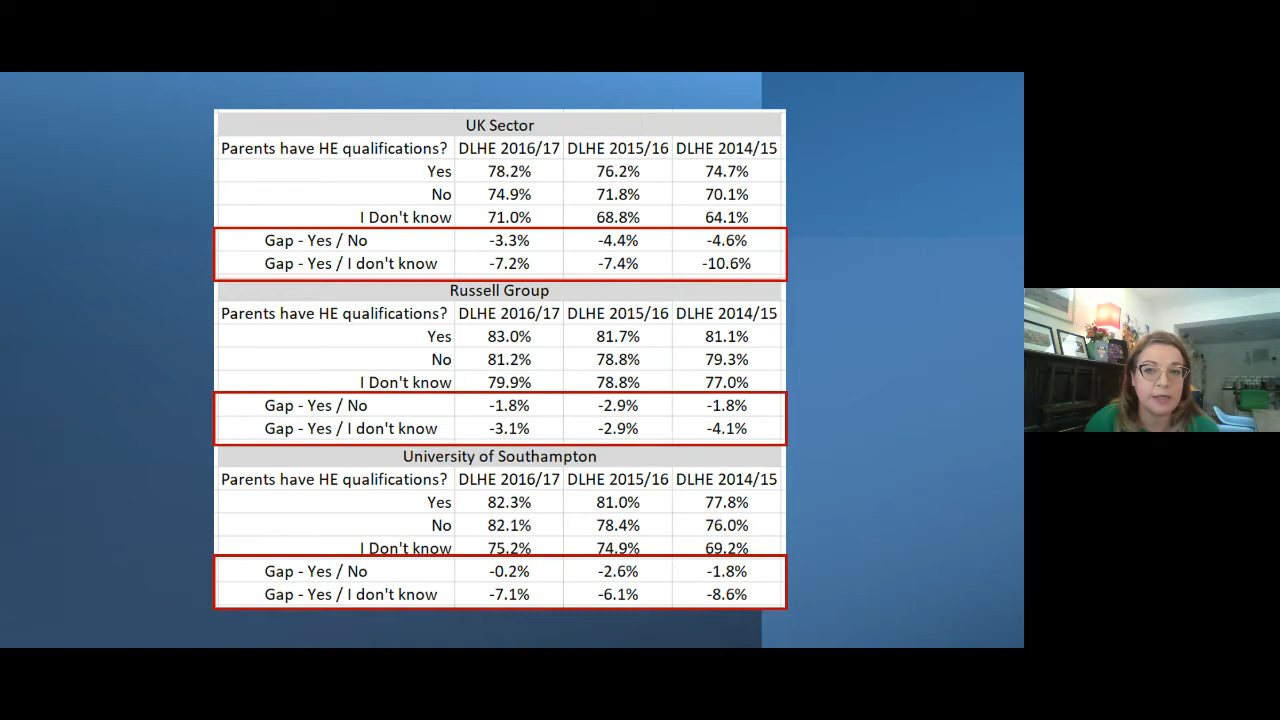 UK Sector
Parents have HE qualifications? DLHE 2016/17 DLHE 2015/16 DLHE 2014/15
Yes 78.2% 76.2% 74.7%
No 74.9% 71.8% 70.1%
I Don't know 71.0% 68.8% 64.1%
Gap - Yes / No -3.3% -4.4% -4.6%
Gap - Yes / I don't know -7.2% -7.4% -10.6%
Russell Group
Parents have HE qualifications? DLHE 2016/17 DLHE 2015/16 DLHE 2014/15
Yes 83.0% 81.7% 81.1%
No 81.2% 78.8% 79.3%
I Don't know 79.9% 78.8% 77.0%
Gap - Yes / No -1.8% -2.9% -1.8%
Gap - Yes / I don't know -3.1% -2.9% -4.1%
University of Southampton
Parents have HE qualifications? DLHE 2016/17 DLHE 2015/16 DLHE 2014/15
Yes 82.3% 81.0% 77.8%
No 82.1% 78.4% 76.0%
I Don't know 75.2% 74.9% 69.2%
Gap - Yes / No -0.2% -2.6% -1.8%
Gap - Yes / I don't know -7.1% -6.1% -8.6%